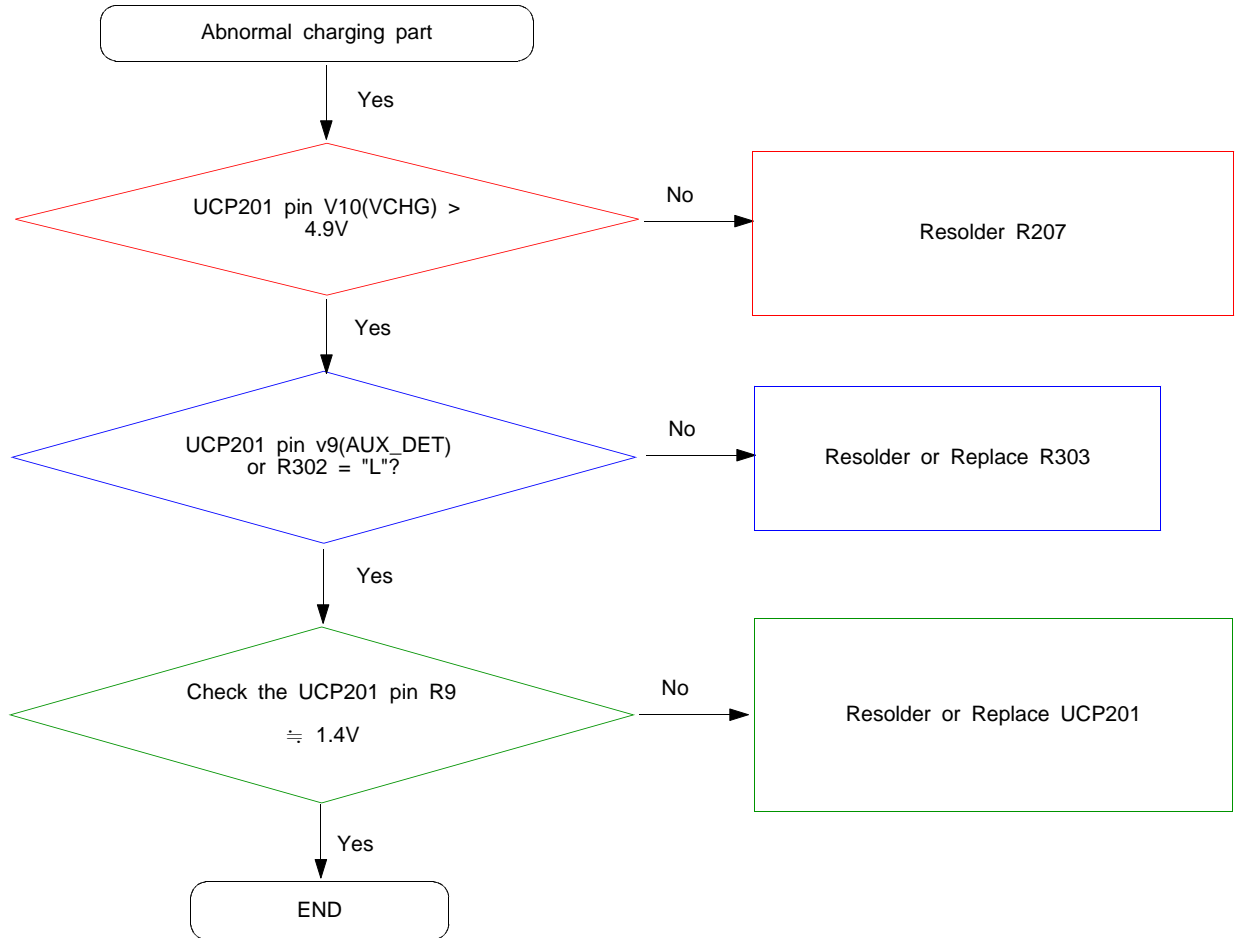 Abnormal charging part
Yes
UCP201 pin V10(VCHG) >
4.9V
No
Resolder R207
Yes
UCP201 pin v9(AUX_DET)
or R302 = "L"?
No
Resolder or Replace R303
Yes
Check the UCP201 pin R9
≒ 1.4V
No
Resolder or Replace UCP201
Yes
END